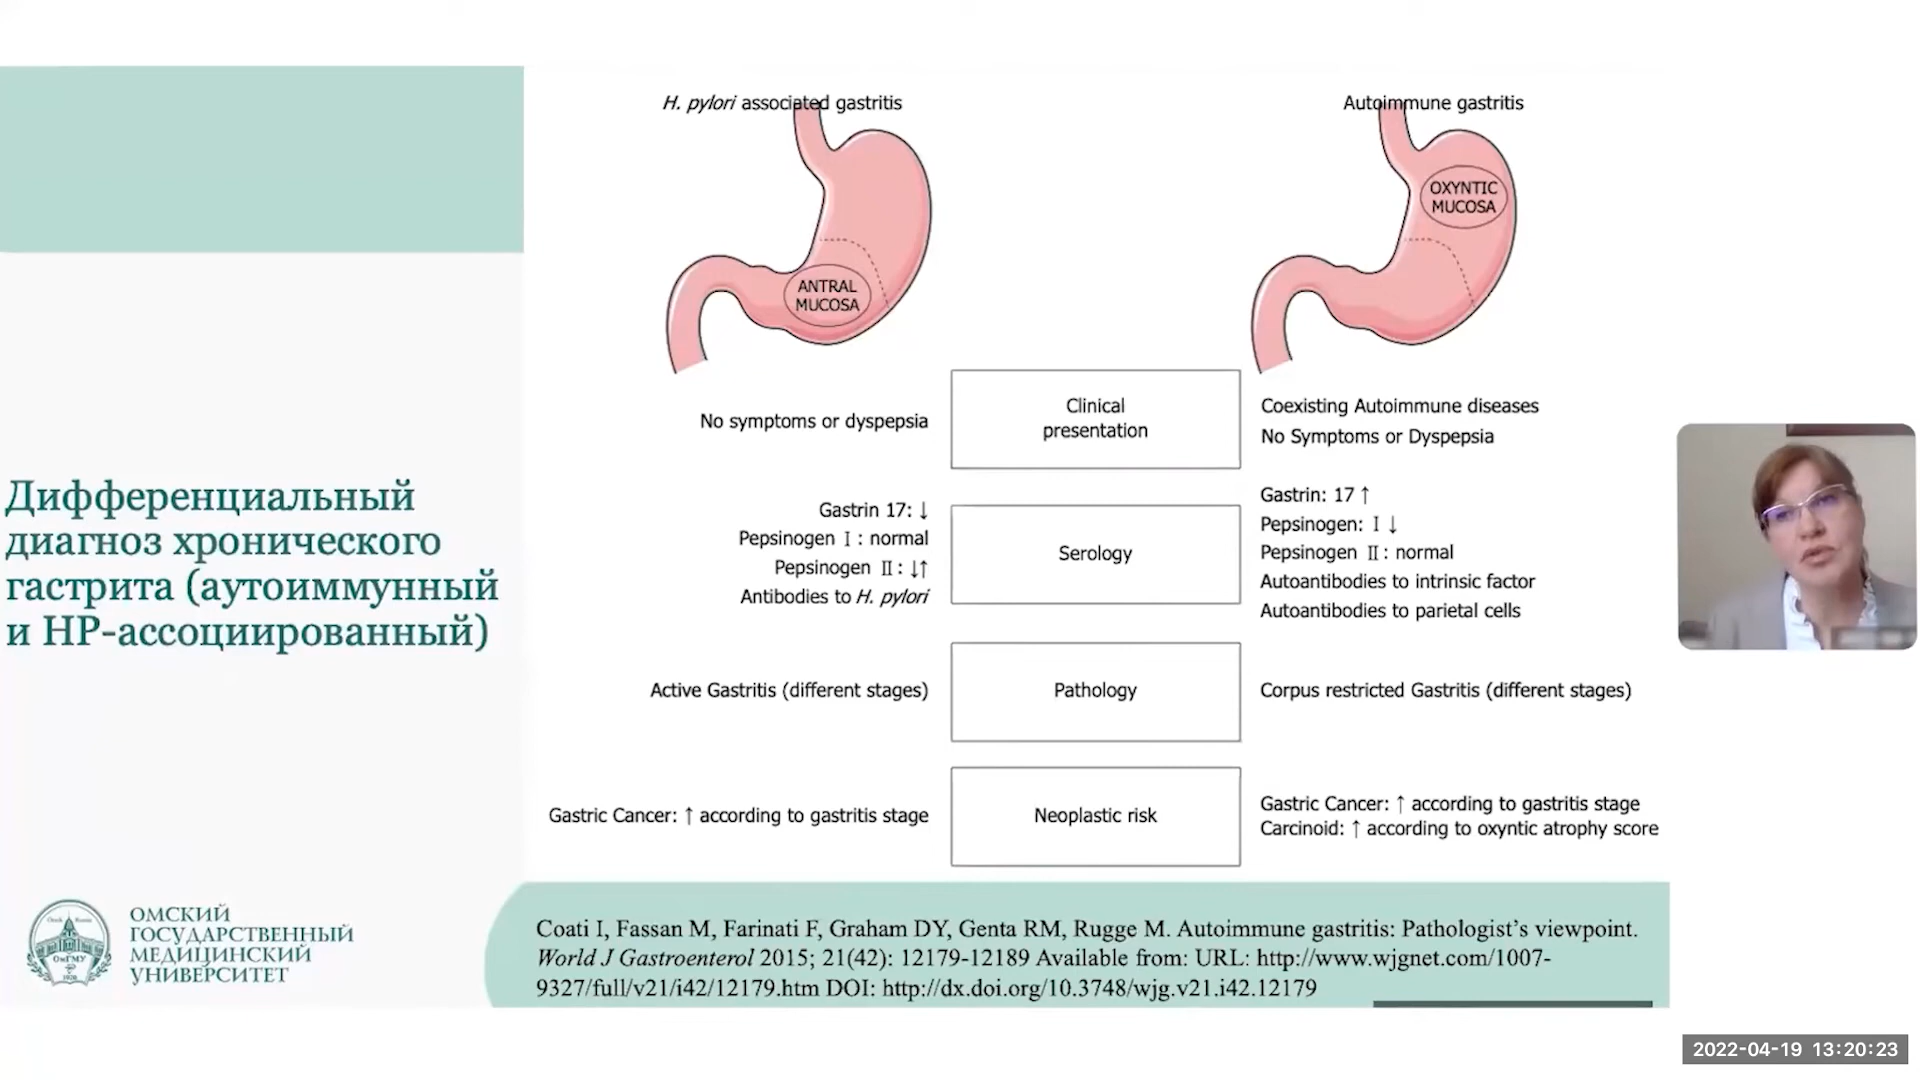 H. pylori associated gastritis
Autoimmune gastritis
OXYNTIC
MUCOSA
ANTRAL
MUCOSA
Дифференциальный
диагноз хронического
гастрита (аутоиммунный
и НР-ассоциированный)
No symptoms or dyspepsia
Clinical
presentation
Coexisting Autoimmune diseases
No Symptoms or Dyspepsia
Gastrin 17: ↓
Pepsinogen Ⅰ : normal
Pepsinogen Ⅱ : ↓↑
Antibodies to H. pylori
Serology
Gastrin: 17 ↑
Pepsinogen: Ⅰ ↓
Pepsinogen Ⅱ : normal
Autoantibodies to intrinsic factor
Autoantibodies to parietal cells
Active Gastritis (different stages)
Pathology
Corpus restricted Gastritis (different stages)
Gastric Cancer: ↑ according to gastritis stage
Neoplastic risk
Gastric Cancer: ↑ according to gastritis stage
Carcinoid: ↑ according to oxyntic atrophy score
ОмГМУ
1920
ОМСКИЙ
ГОСУДАРСТВЕННЫЙ
МЕДИЦИНСКИЙ
УНИВЕРСИТЕТ
Coati I, Fassan M, Farinati F, Graham DY, Genta RM, Rugge M. Autoimmune gastritis: Pathologist’s viewpoint.
World J Gastroenterol 2015; 21(42): 12179-12189 Available from: URL: http://www.wjgnet.com/1007-
9327/full/v21/i42/12179.htm DOI: http://dx.doi.org/10.3748/wjg.v21.i42.12179
2022-04-19 13:20:23